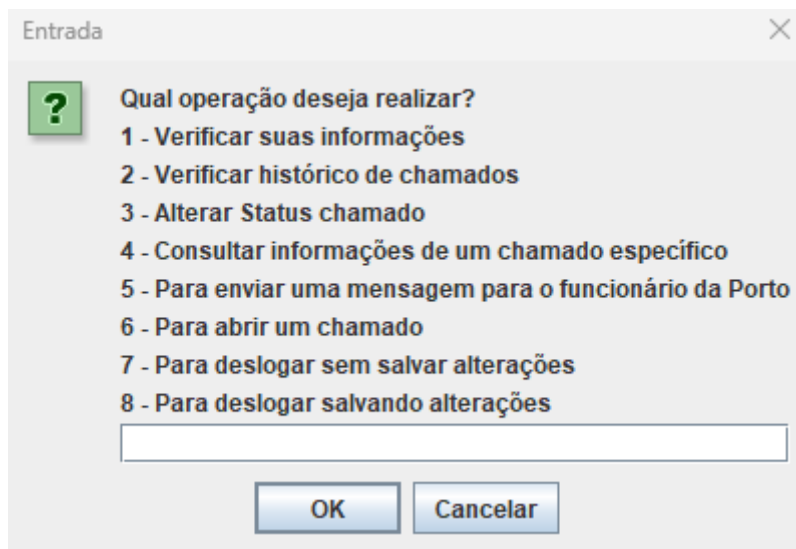 Entrada
?
Qual operação deseja realizar?
1 - Verificar suas informações
2 - Verificar histórico de chamados
3 - Alterar Status chamado
4 - Consultar informações de um chamado específico
5 - Para enviar uma mensagem para o funcionário da Porto
6 - Para abrir um chamado
7 - Para deslogar sem salvar alterações
8 - Para deslogar salvando alterações
OK Cancelar